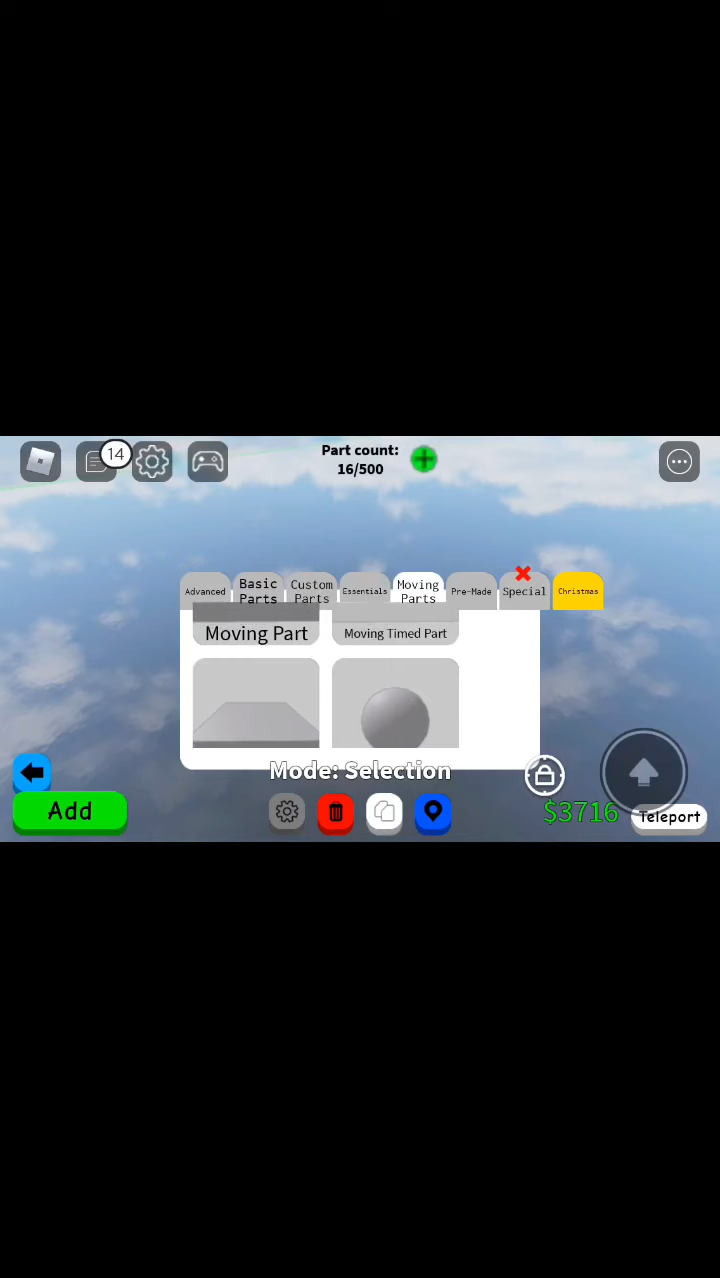 14
Part count:
16/500
Advanced
Basic
Parts
Custom
Parts
Essentials
Moving
Parts
Pre-Made
Special
Christmas
Moving Part
Moving Timed Part
Mode: Selection
Add
$3716
Teleport